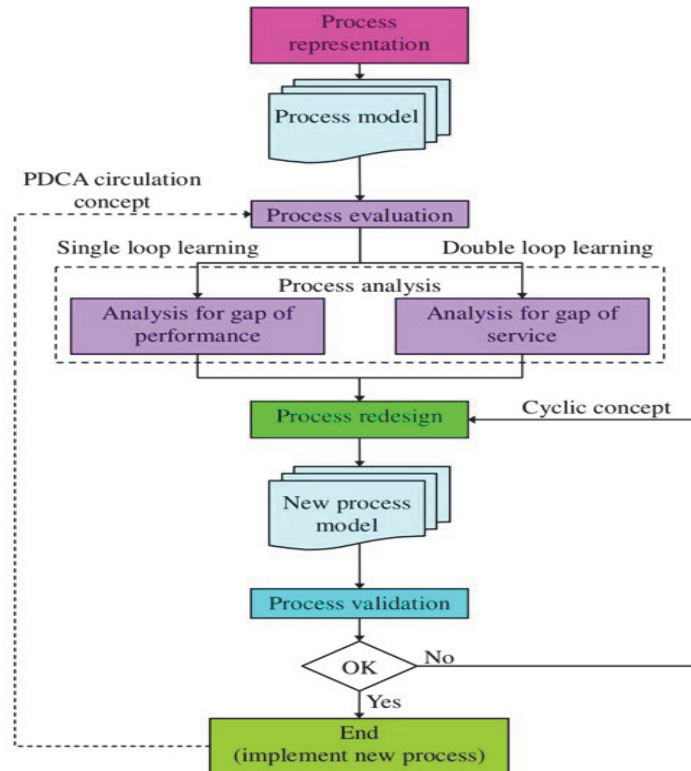 Process
representation
Process model
PDCA circulation
concept
Process evaluation
Single loop learning
Double loop learning
Process analysis
Analysis for gap of
performance
Analysis for gap of
service
Process redesign
Cyclic concept
New process
model
Process validation
OK
No
Yes
End
(implement new process)